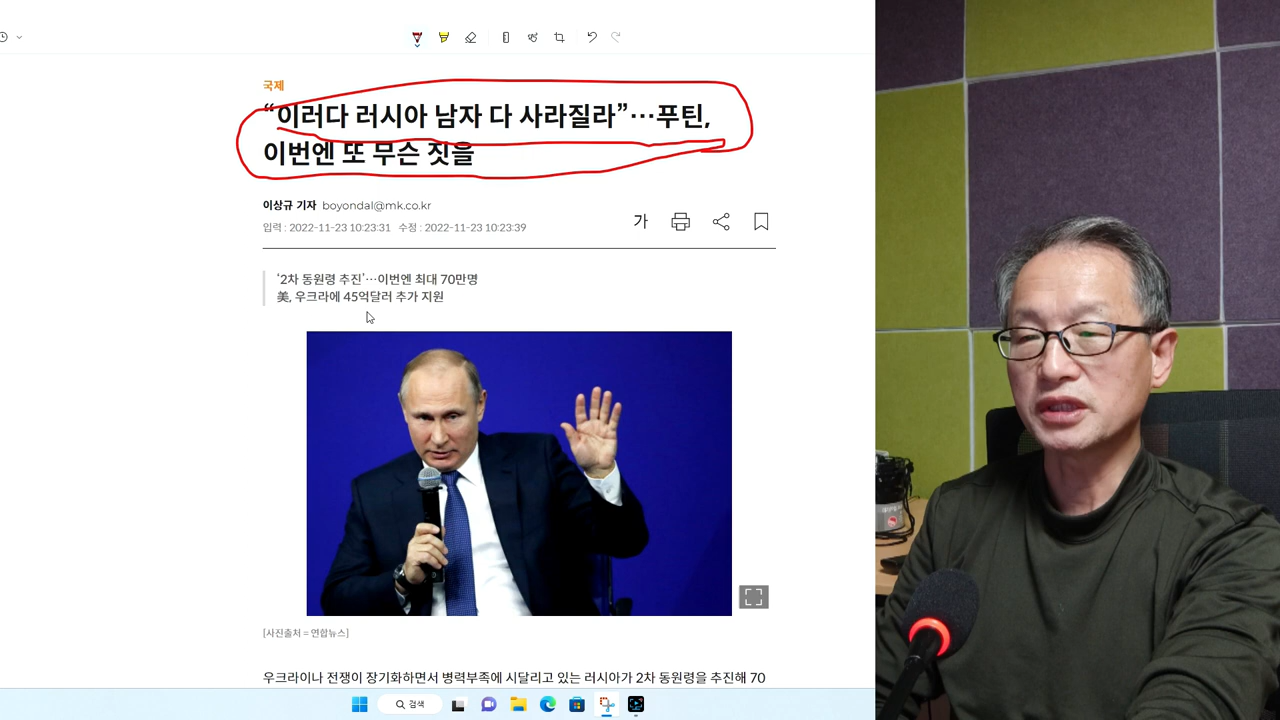 국제
“이러다 러시아 남자 다 사라질라”…푸틴,
이번엔 또 무슨 짓을
이상규 기자 boyondal@mk.co.kr
입력 : 2022-11-23 10:23:31 수정 : 2022-11-23 10:23:39
가
‘2차 동원령 추진’…이번엔 최대 70만명
美, 우크라에 45억달러 추가 지원
[사진출처 = 연합뉴스]
우크라이나 전쟁이 장기화하면서 병력부족에 시달리고 있는 러시아가 2차 동원령을 추진해 70
검색